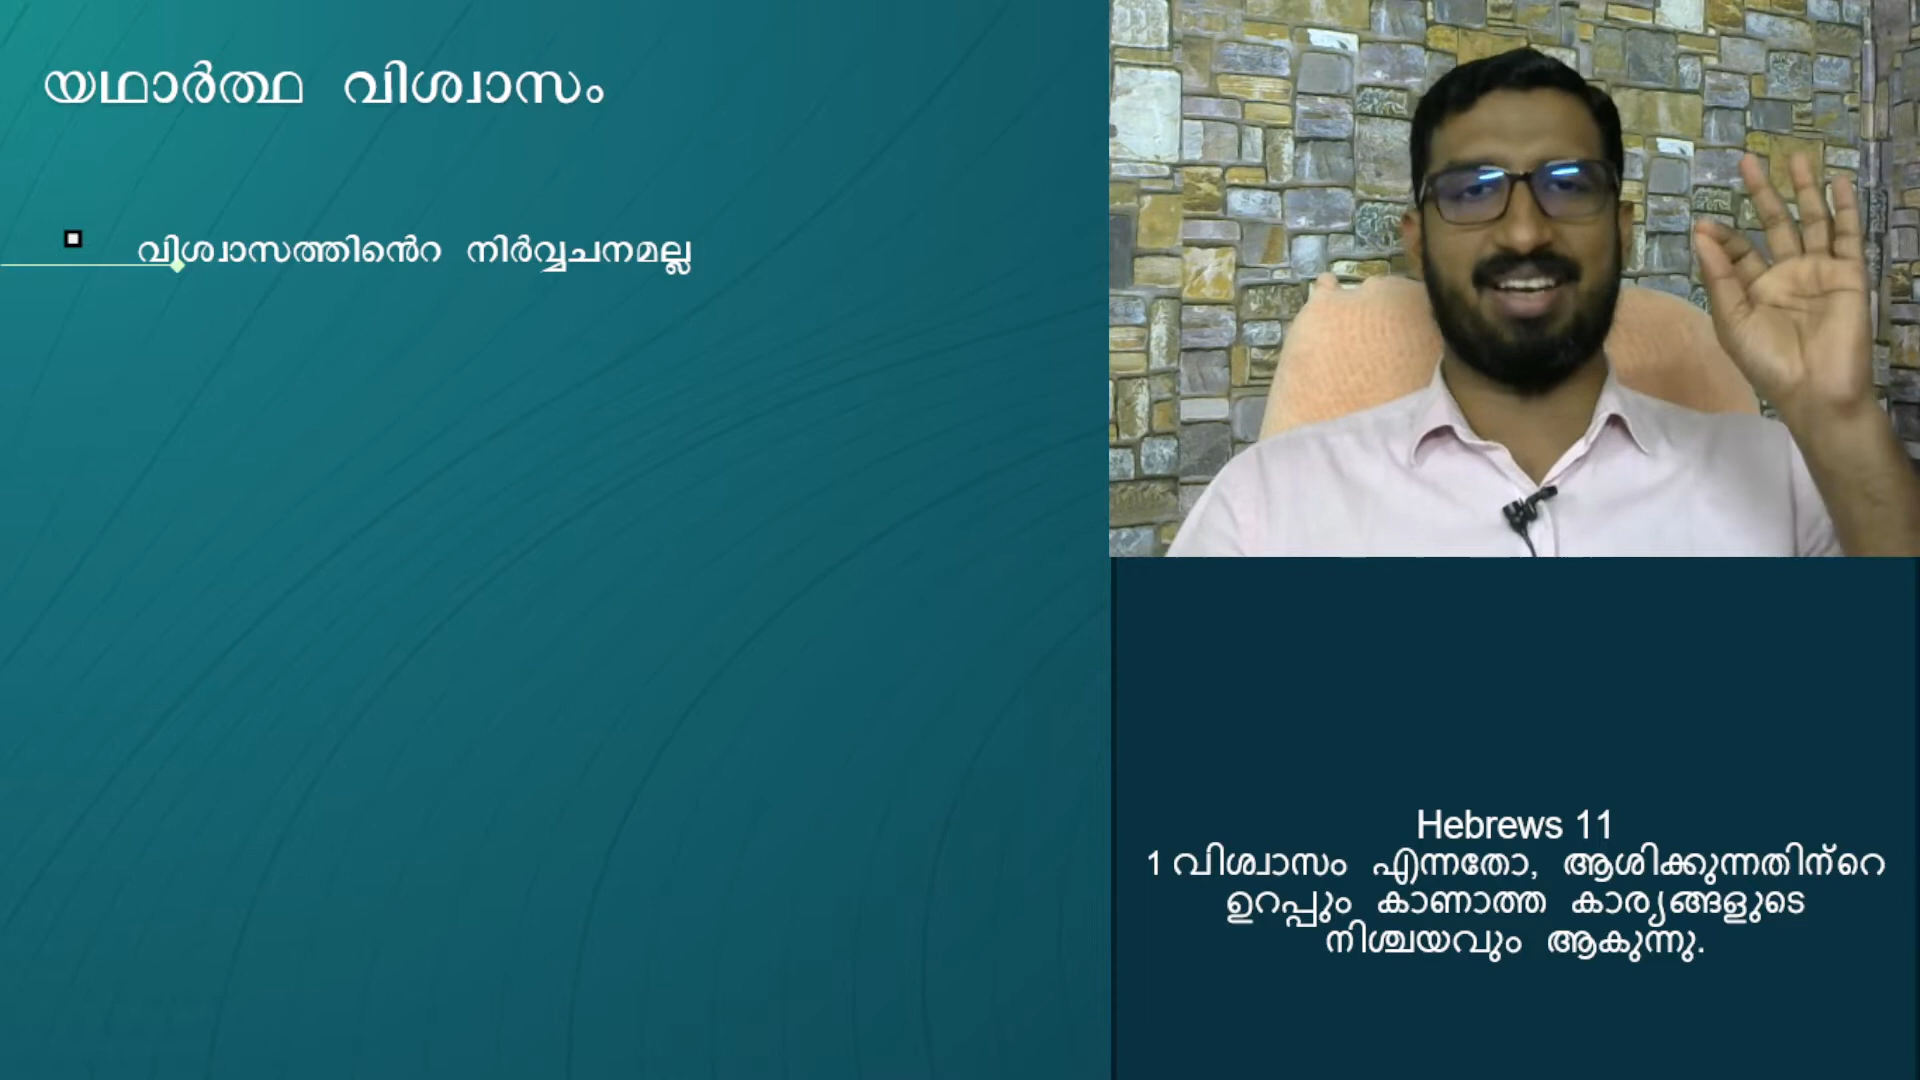 യഥാർത്ഥ വിശ്വാസം
വിശ്വാസത്തിൻെറ നിർവ്വചനമല്ല
Hebrews 11
1 വിശ്വാസം എന്നതോ, ആശിക്കുന്നതിന്റെ
ഉറപ്പും കാണാത്ത കാര്യങ്ങളുടെ
നിശ്ചയവും ആകുന്നു.